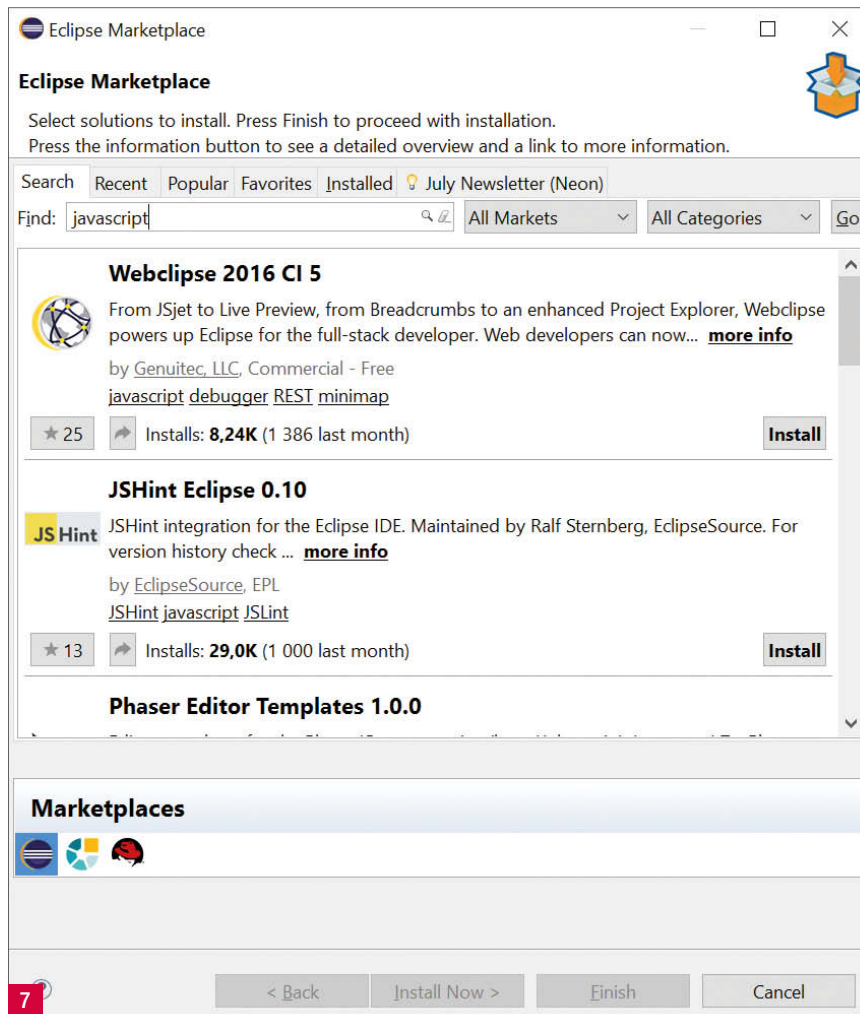 Eclipse Marketplace
Eclipse Marketplace
Select solutions to install. Press Finish to proceed with installation.
Press the information button to see a detailed overview and a link to more information.
Search Recent Popular Favorites Installed July Newsletter (Neon)
Find: javascript All Markets All Categories Go
Webclipse 2016 CI 5
From JSjet to Live Preview, from Breadcrumbs to an enhanced Project Explorer, Webclipse
powers up Eclipse for the full-stack developer. Web developers can now... more info
by Genuitec, LLC, Commercial - Free
javascript debugger REST minimap
25 Installs: 8,24K (1 386 last month) Install
JSHint Eclipse 0.10
JS Hint
JSHint integration for the Eclipse IDE. Maintained by Ralf Sternberg, EclipseSource. For
version history check ... more info
by EclipseSource, EPL
JSHint javascript JSLint
13 Installs: 29,0K (1 000 last month) Install
Phaser Editor Templates 1.0.0
Marketplaces
< Back Install Now > Finish Cancel
7